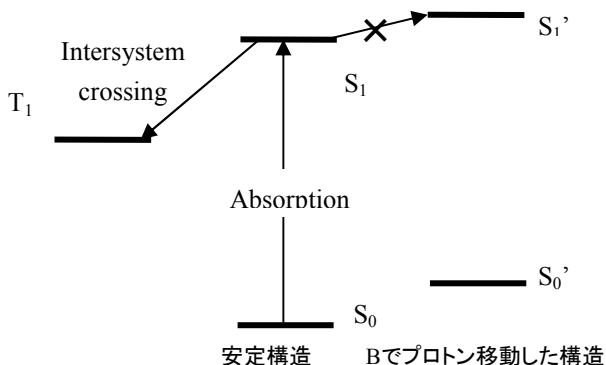 S₁’
Intersystem
crossing
S₁
T₁
Absorption
S₀’
S₀
安定構造
Bでプロトン移動した構造